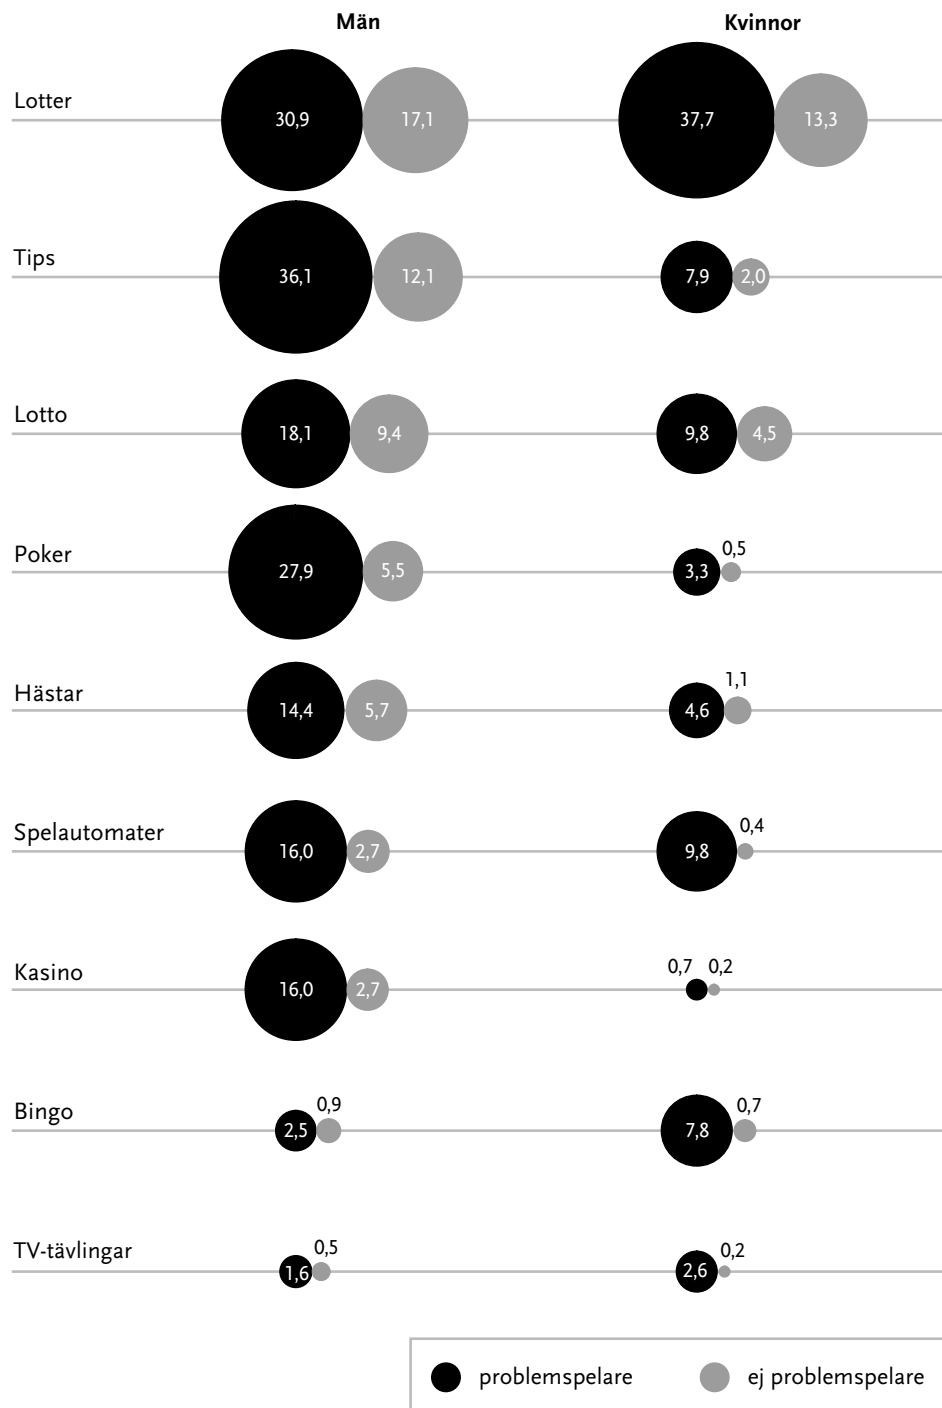 Män Kvinnor
Lotter
30,9 17,1 37,7 13,3
Tips
36,1 12,1 7,9 2,0
Lotto
18,1 9,4 9,8 4,5
Poker
0,5
27,9 5,5 3,3
Hästar
1,1
14,4 5,7 4,6
Spelautomater
0,4
16,0 2,7 9,8
Kasino
0,7 0,2
16,0 2,7
Bingo
0,9 0,7
2,5 7,8
TV-tävlingar
0,5 0,2
1,6 2,6
problemspelare ej problemspelare